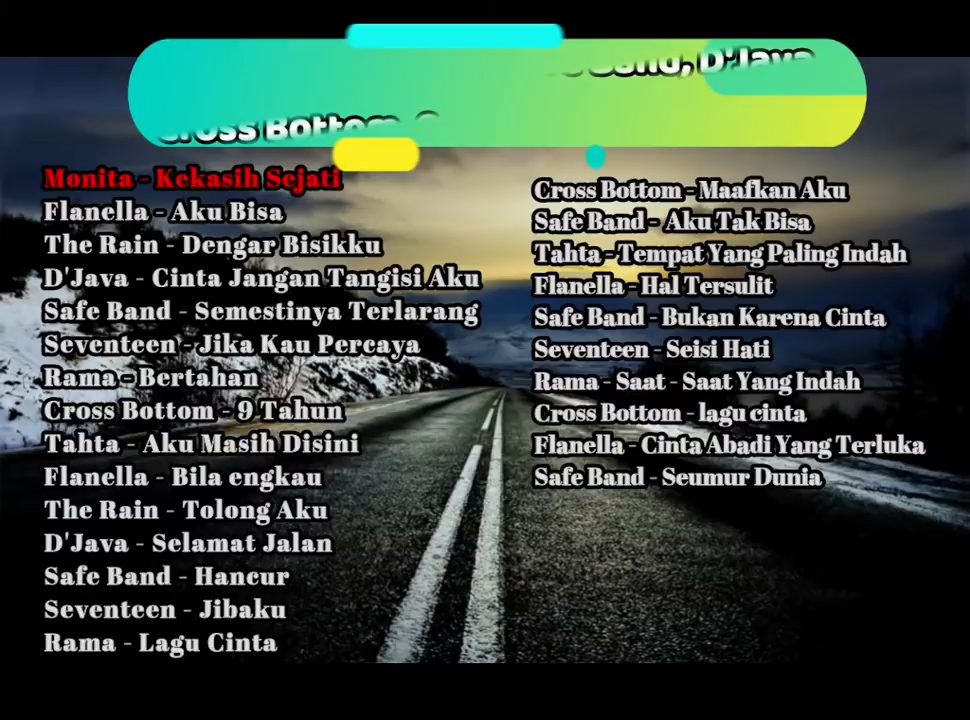 Band, D'Java
Cross Bottom,
Monita - Kekasih Sejati
Flanella - Aku Bisa
The Rain - Dengar Bisikku
D'Java - Cinta Jangan Tangisi Aku
Safe Band - Semestinya Terlarang
Seventeen - Jika Kau Percaya
Rama - Bertahan
Cross Bottom - 9 Tahun
Tahta - Aku Masih Disini
Flanella - Bila engkau
The Rain - Tolong Aku
D'Java - Selamat Jalan
Safe Band - Hancur
Seventeen - Jibaku
Rama - Lagu Cinta
Cross Bottom - Maafkan Aku
Safe Band - Aku Tak Bisa
Tahta - Tempat Yang Paling Indah
Flanella - Hal Tersulit
Safe Band - Bukan Karena Cinta
Seventeen - Seisi Hati
Rama - Saat - Saat Yang Indah
Cross Bottom - lagu cinta
Flanella - Cinta Abadi Yang Terluka
Safe Band - Seumur Dunia